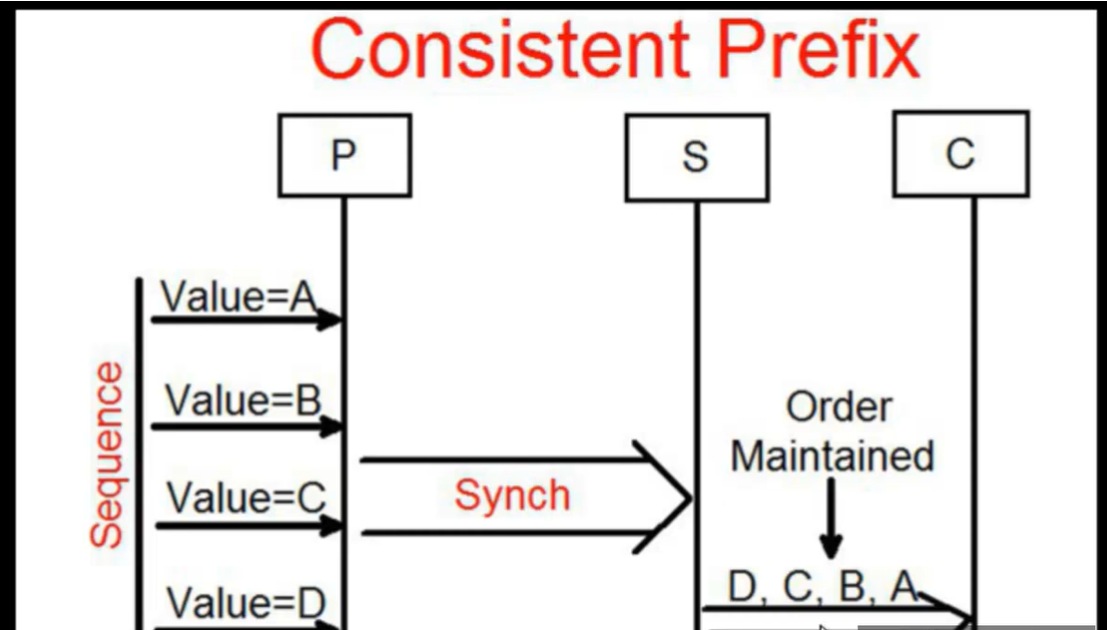 Consistent Prefix
P
S
C
Sequence
Value=A
Value=B
Value=C
Value=D
Synch
Order
Maintained
D, C, B, A